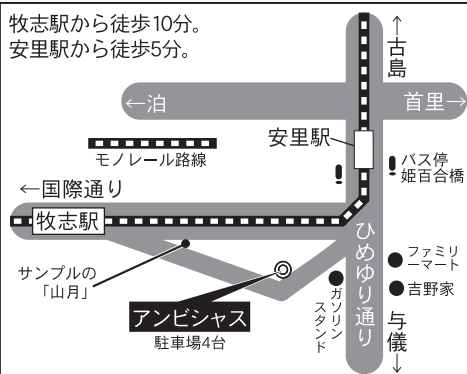 牧志駅から徒歩10分。
安里駅から徒歩5分。
←古島
←泊
首里→
安里駅
モノレール路線
バス停
姫百合橋
←国際通り
牧志駅
ひめゆり通り
サンプルの
「山月」
ファミリ
ーマート
吉野家
ガソリン
スタンド
アンビシャス
駐車場4台
与儀→